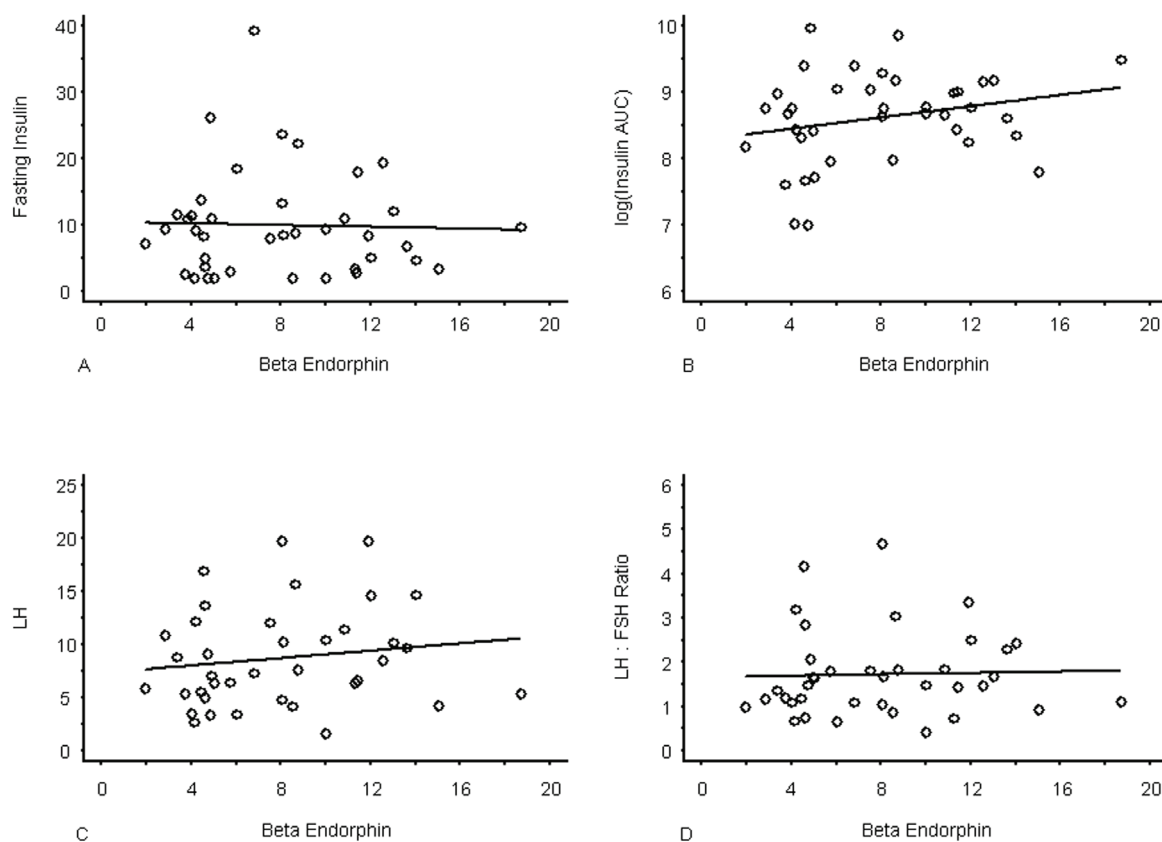 40
30
20
10
0
Fasting Insulin
0 4 8 12 16 20
A
Beta Endorphin
10
9
8
7
6
log(Insulin AUC)
0 4 8 12 16 20
B
Beta Endorphin
25
20
15
10
5
0
LH
0 4 8 12 16 20
C
Beta Endorphin
6
5
4
3
2
1
0
LH : FSH Ratio
0 4 8 12 16 20
D
Beta Endorphin